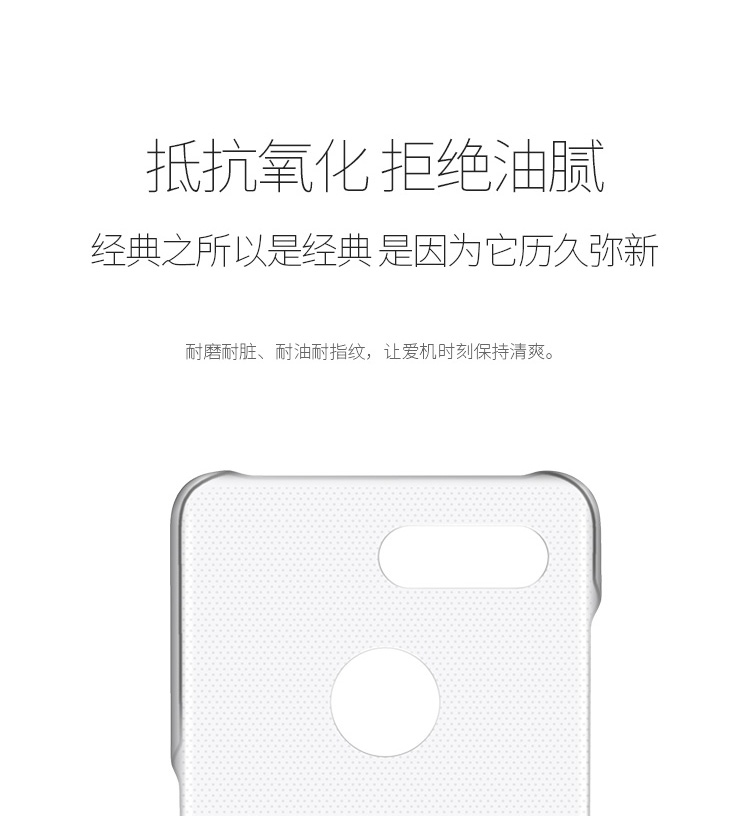 抵抗氧化 拒绝油腻
经典之所以是经典 是因为它历久弥新
耐磨耐脏、耐油耐指纹，让爱机时刻保持清爽。